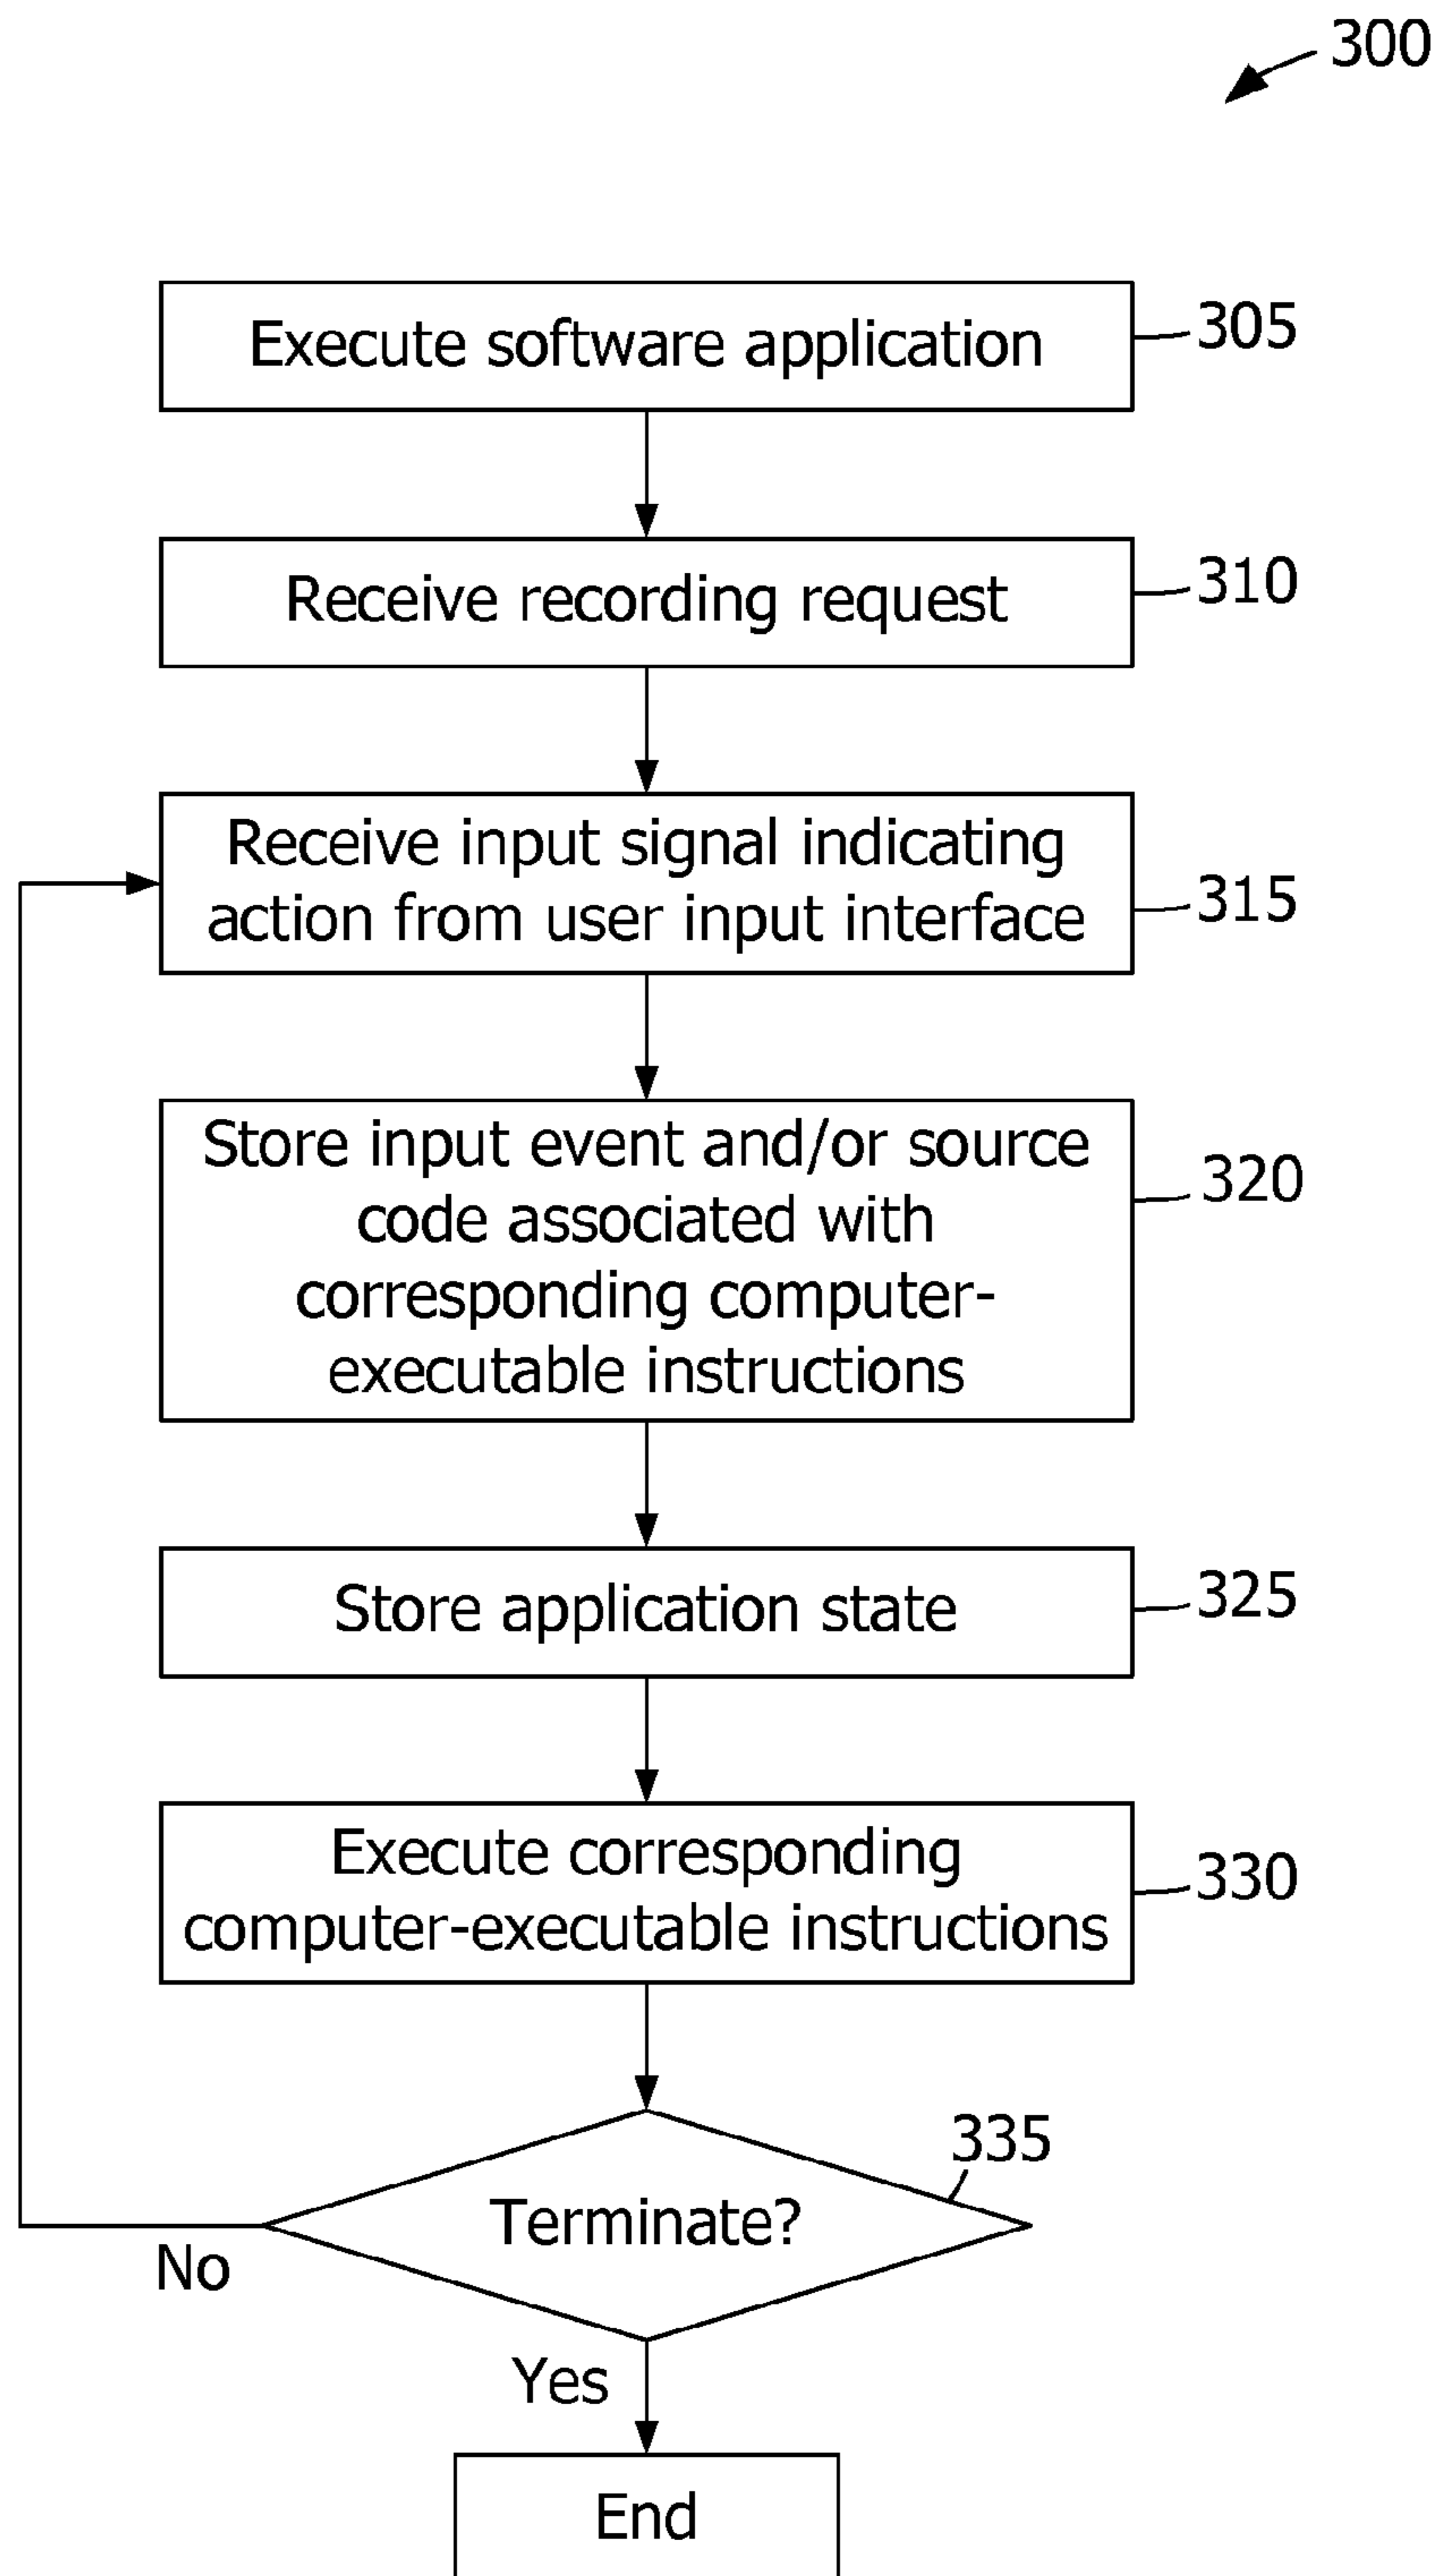 300
Execute software application
305
Receive recording request
310
Receive input signal indicating
action from user input interface
315
Store input event and/or source
code associated with
corresponding computer-
executable instructions
320
Store application state
325
Execute corresponding
computer-executable instructions
330
335
Terminate?
No
Yes
End